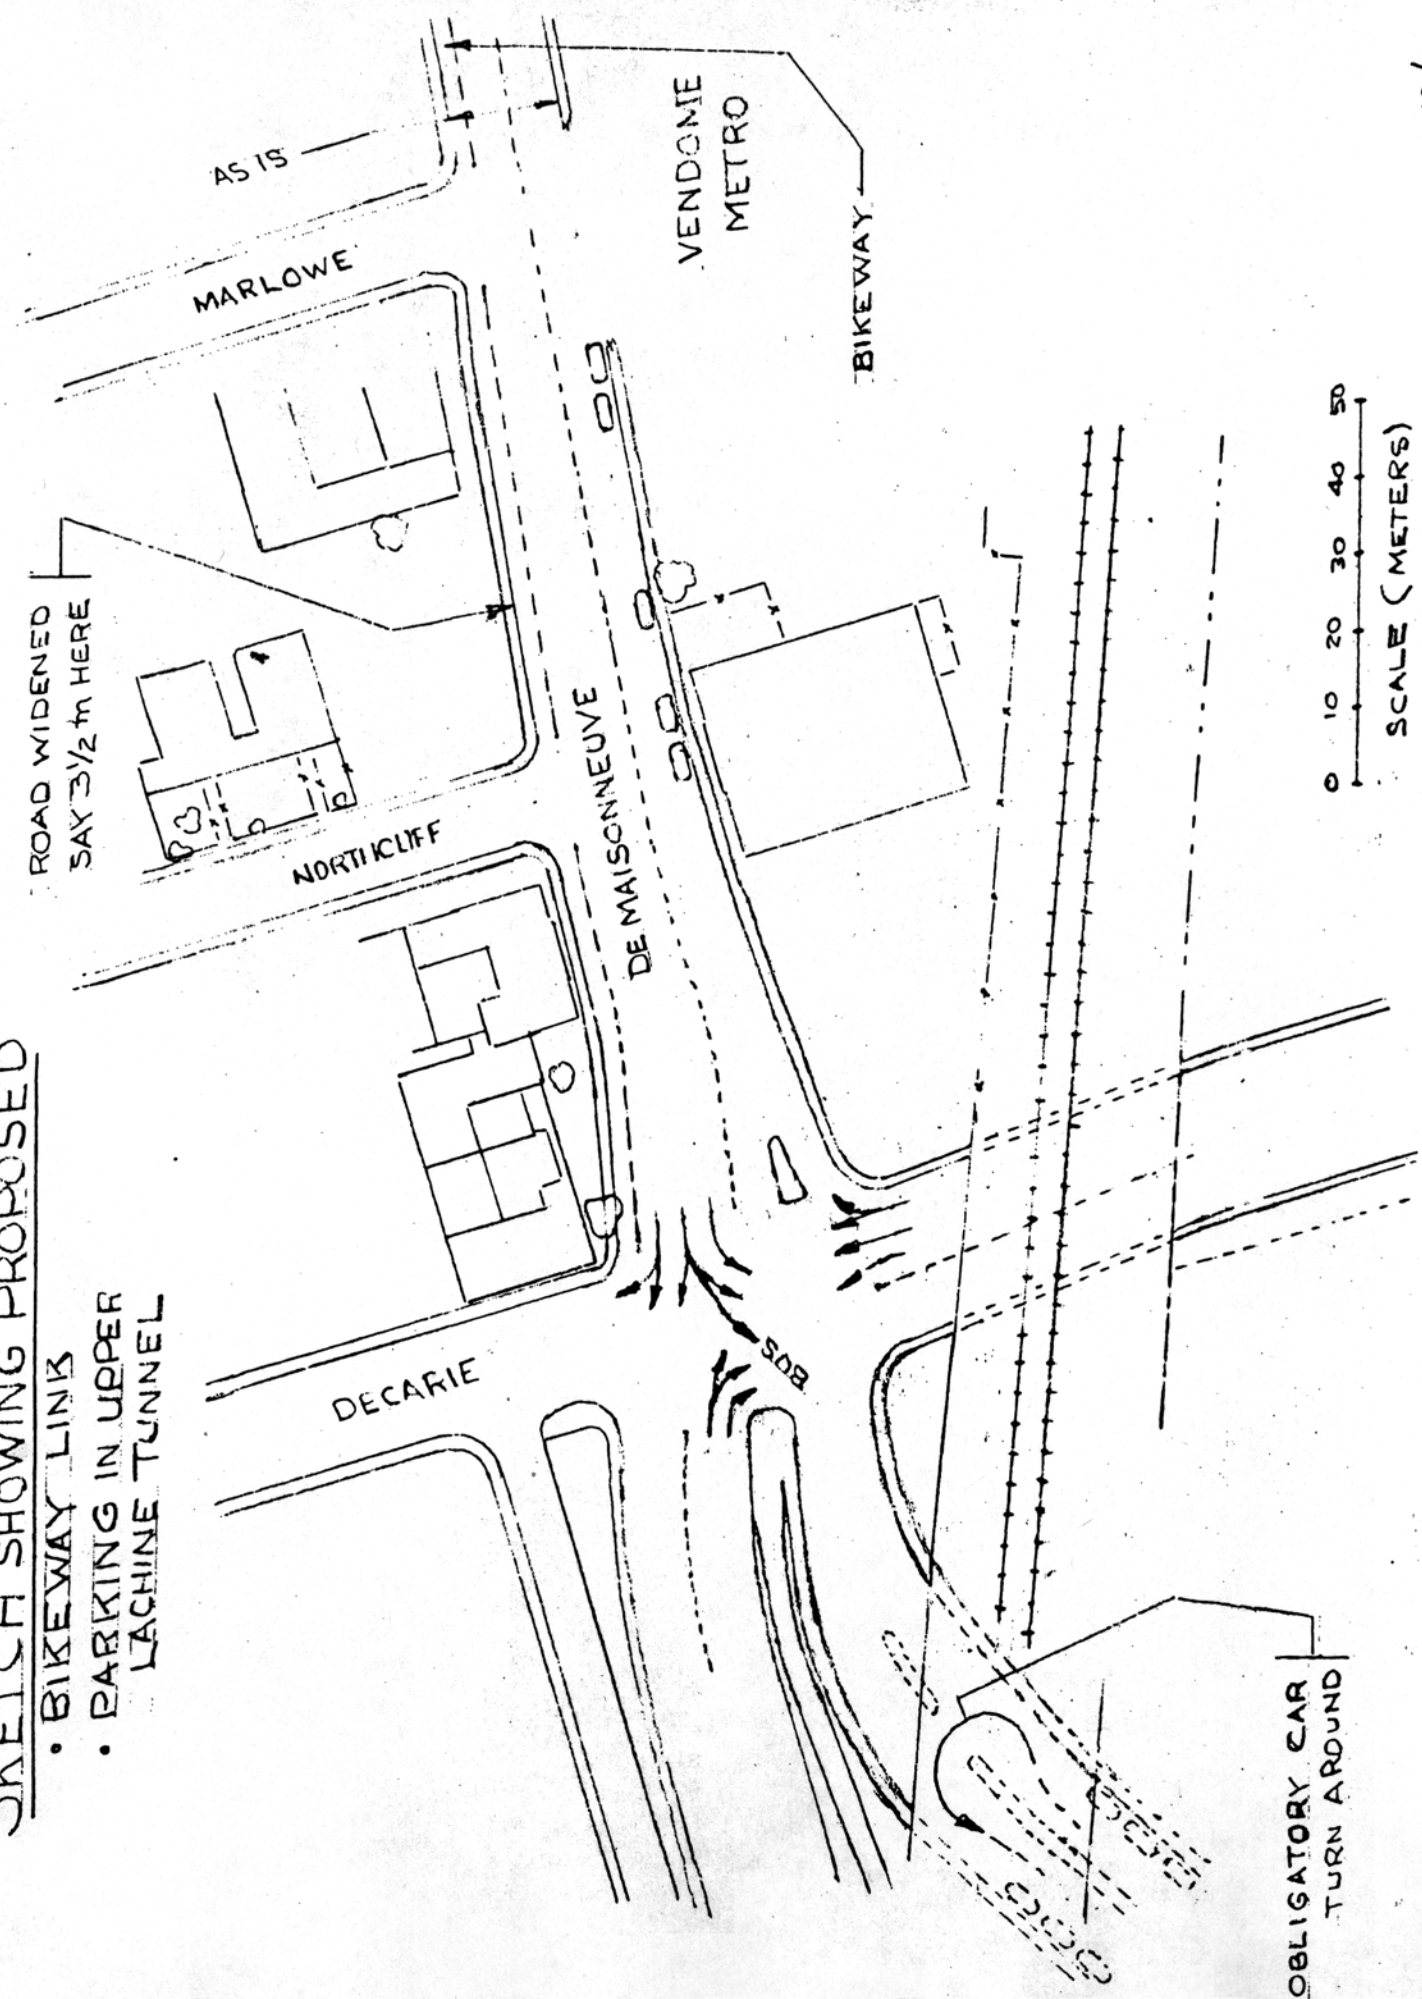 SKETCH SHOWING PROPOSED
• BIKEWAY LINK
• PARKING IN UPPER
LACHINE TUNNEL
ROAD WIDENED
SAY 3 1/2 m HERE
AS IS
MARLOWE
NORTHCLIFF
DECARIE
DE MAISONNEUVE
VENDOME
METRO
BIKEWAY
BUS
OBLIGATORY CAR
TURN AROUND
0 10 20 30 40 50
SCALE (METERS)